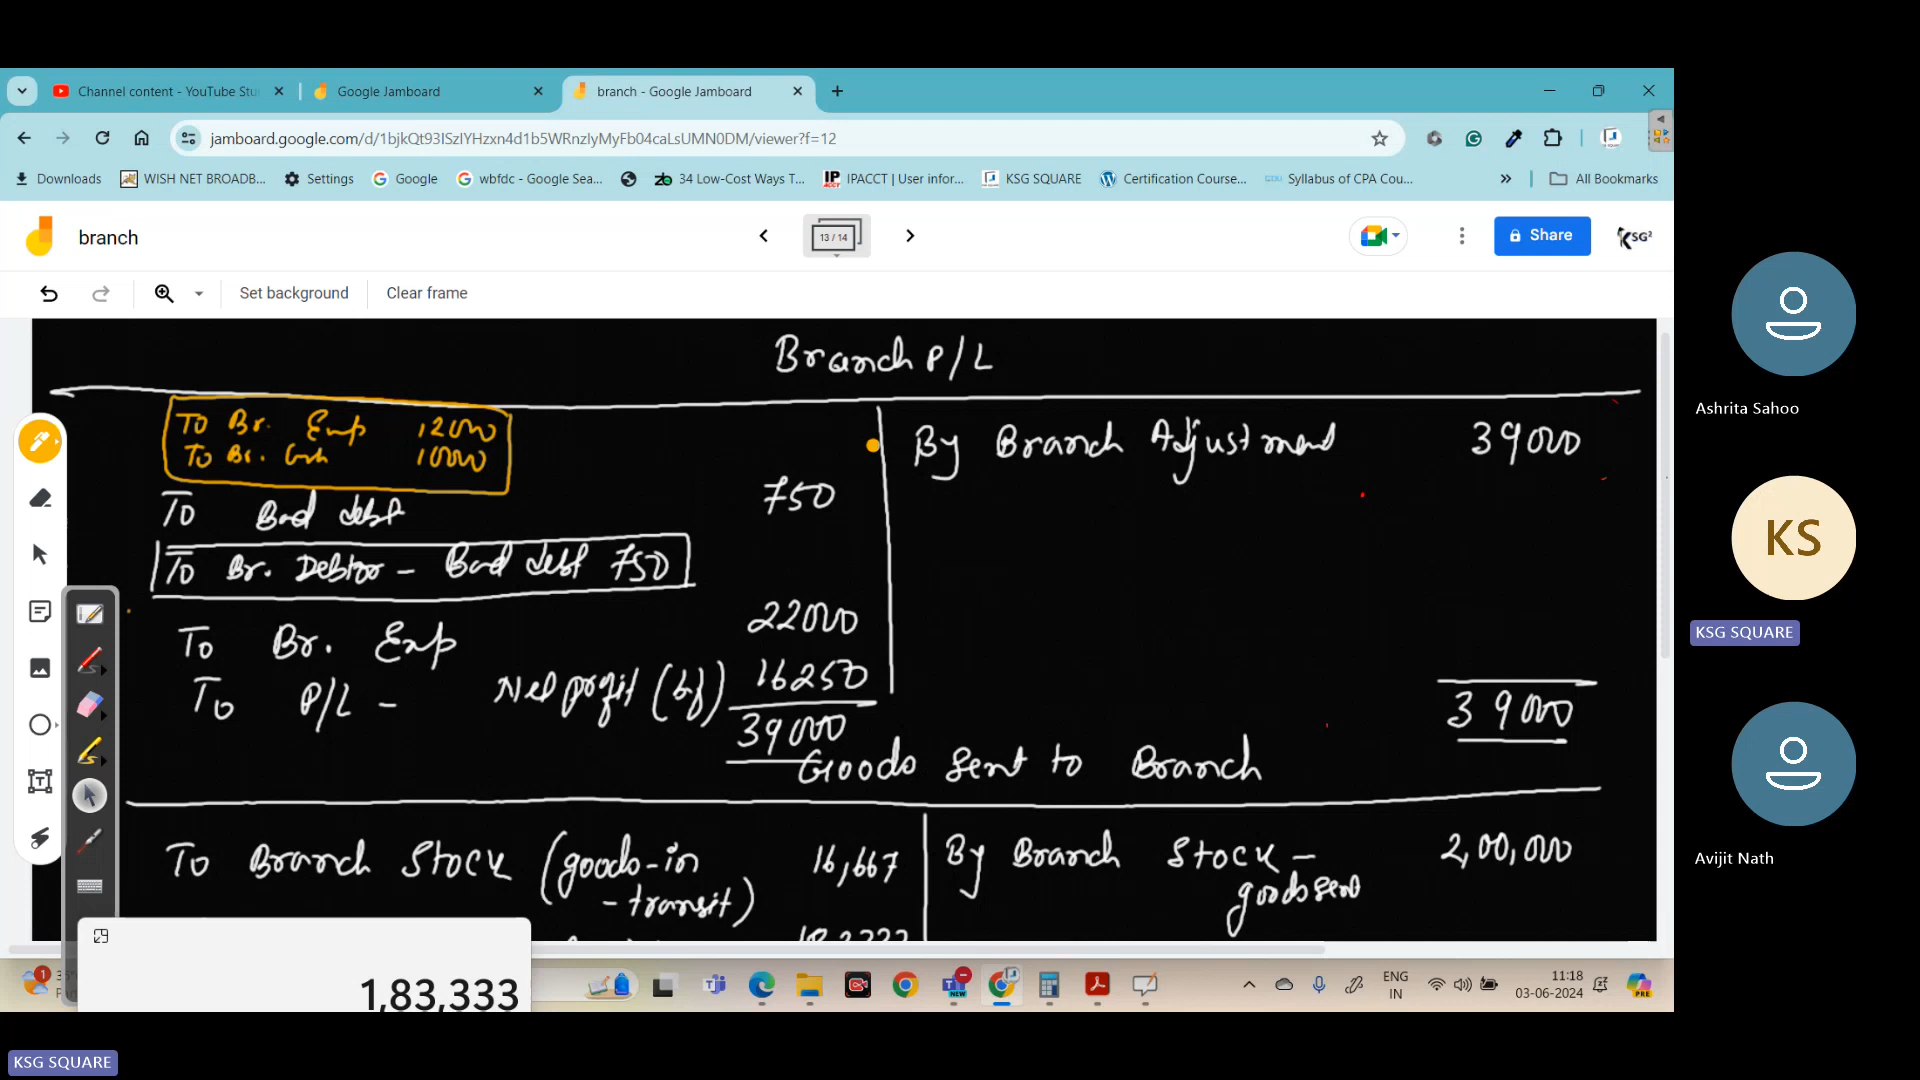 Channel content - YouTube Stu
Google Jamboard
branch - Google Jamboard
jamboard.google.com/d/1bjkQt93ISzlYHzxn4d1b5WRnzlyMyFb04caLsUMN0DM/viewer?f=12
Downloads
WISH NET BROADB...
Settings
Google
wbfdc - Google Sea...
34 Low-Cost Ways T...
IPACCT | User infor...
KSG SQUARE
Certification Course...
Syllabus of CPA Cou...
All Bookmarks
branch
13 / 14
Share
KSG²
Set background
Clear frame
Branch P/L
To Br. Exp 12000
To Br. Cash 10000
By Branch Adjustment 39000
To Bad debt 750
To Br. Debtor - Bad debt 750
To Br. Exp 22000
To P/L - Net profit (bf) 16250
39000
39000
Goods Sent to Branch
To Branch Stock (goods-in
-transit) 16,667
By Branch Stock -
goods sent 2,00,000
1,83,333
ENG
IN
11:18
03-06-2024
Ashrita Sahoo
KS
KSG SQUARE
Avijit Nath
KSG SQUARE